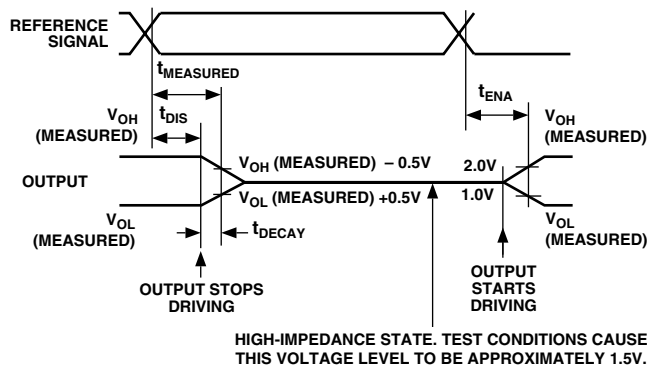 REFERENCE
SIGNAL
tMEASURED
tDIS
tENA
VOH
(MEASURED)
VOH
(MEASURED)
VOH (MEASURED) – 0.5V
2.0V
OUTPUT
VOL (MEASURED) +0.5V
1.0V
VOL
(MEASURED)
VOL
(MEASURED)
tDECAY
OUTPUT STOPS
DRIVING
OUTPUT
STARTS
DRIVING
HIGH-IMPEDANCE STATE. TEST CONDITIONS CAUSE
THIS VOLTAGE LEVEL TO BE APPROXIMATELY 1.5V.